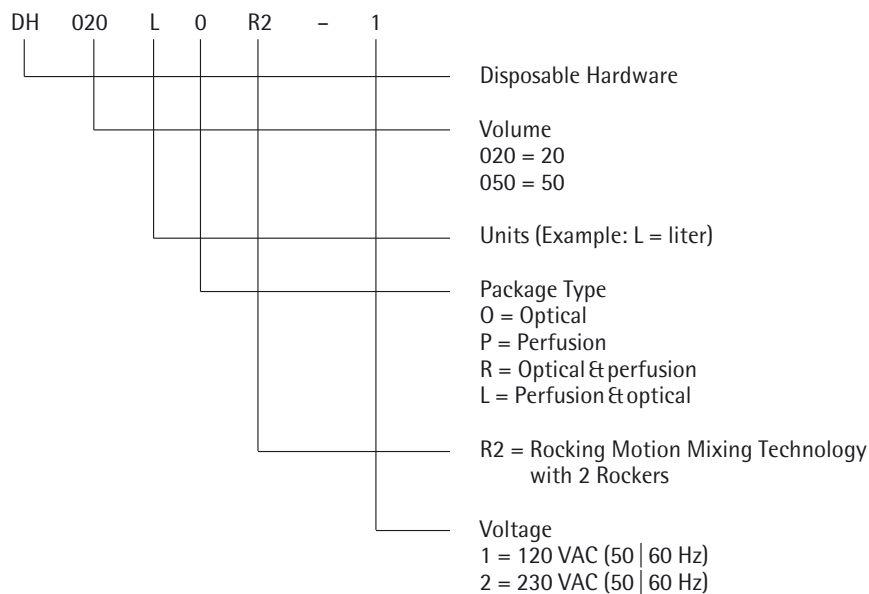 DH 020 L 0 R2 – 1
Disposable Hardware
Volume
020 = 20
050 = 50
Units (Example: L = liter)
Package Type
O = Optical
P = Perfusion
R = Optical & perfusion
L = Perfusion & optical
R2 = Rocking Motion Mixing Technology
with 2 Rockers
Voltage
1 = 120 VAC (50 | 60 Hz)
2 = 230 VAC (50 | 60 Hz)